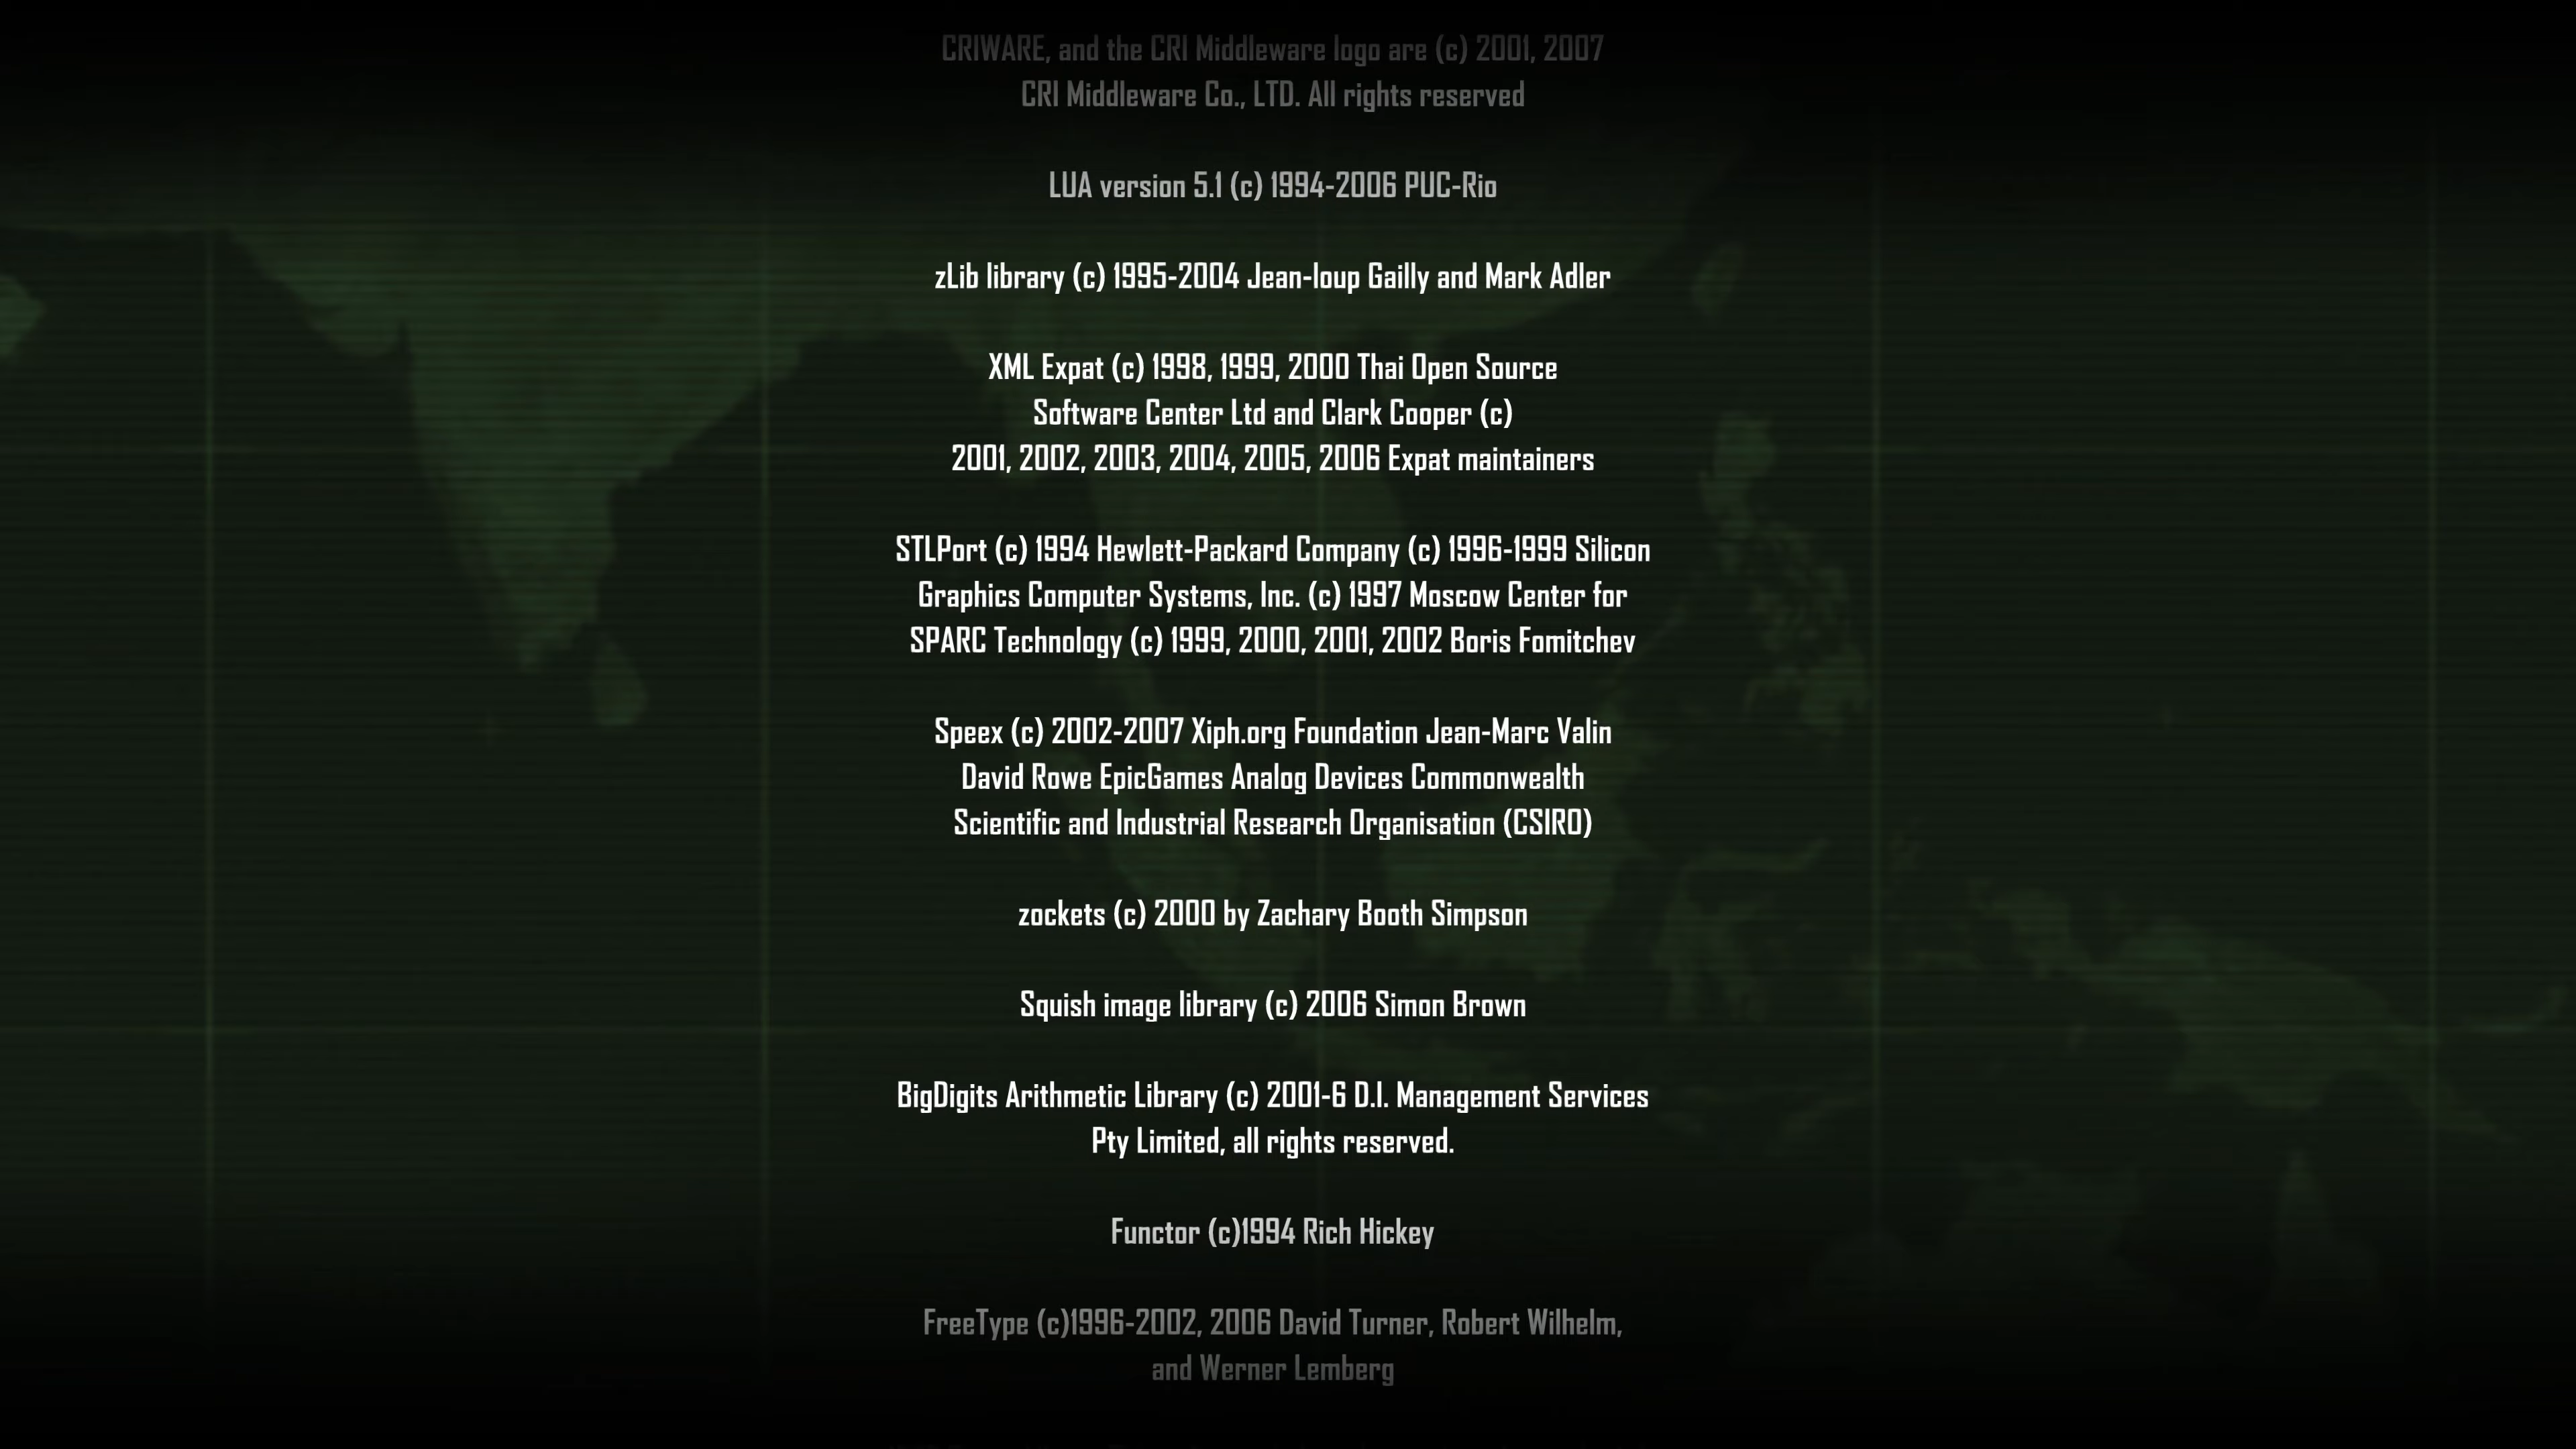 CRIWARE, and the CRI Middleware logo are (c) 2001, 2007
CRI Middleware Co., LTD. All rights reserved
LUA version 5.1 (c) 1994-2006 PUC-Rio
zLib library (c) 1995-2004 Jean-loup Gailly and Mark Adler
XML Expat (c) 1998, 1999, 2000 Thai Open Source
Software Center Ltd and Clark Cooper (c)
2001, 2002, 2003, 2004, 2005, 2006 Expat maintainers
STLPort (c) 1994 Hewlett-Packard Company (c) 1996-1999 Silicon
Graphics Computer Systems, Inc. (c) 1997 Moscow Center for
SPARC Technology (c) 1999, 2000, 2001, 2002 Boris Fomitchev
Speex (c) 2002-2007 Xiph.org Foundation Jean-Marc Valin
David Rowe EpicGames Analog Devices Commonwealth
Scientific and Industrial Research Organisation (CSIRO)
zockets (c) 2000 by Zachary Booth Simpson
Squish image library (c) 2006 Simon Brown
BigDigits Arithmetic Library (c) 2001-6 D.I. Management Services
Pty Limited, all rights reserved.
Functor (c)1994 Rich Hickey
FreeType (c)1996-2002, 2006 David Turner, Robert Wilhelm,
and Werner Lemberg